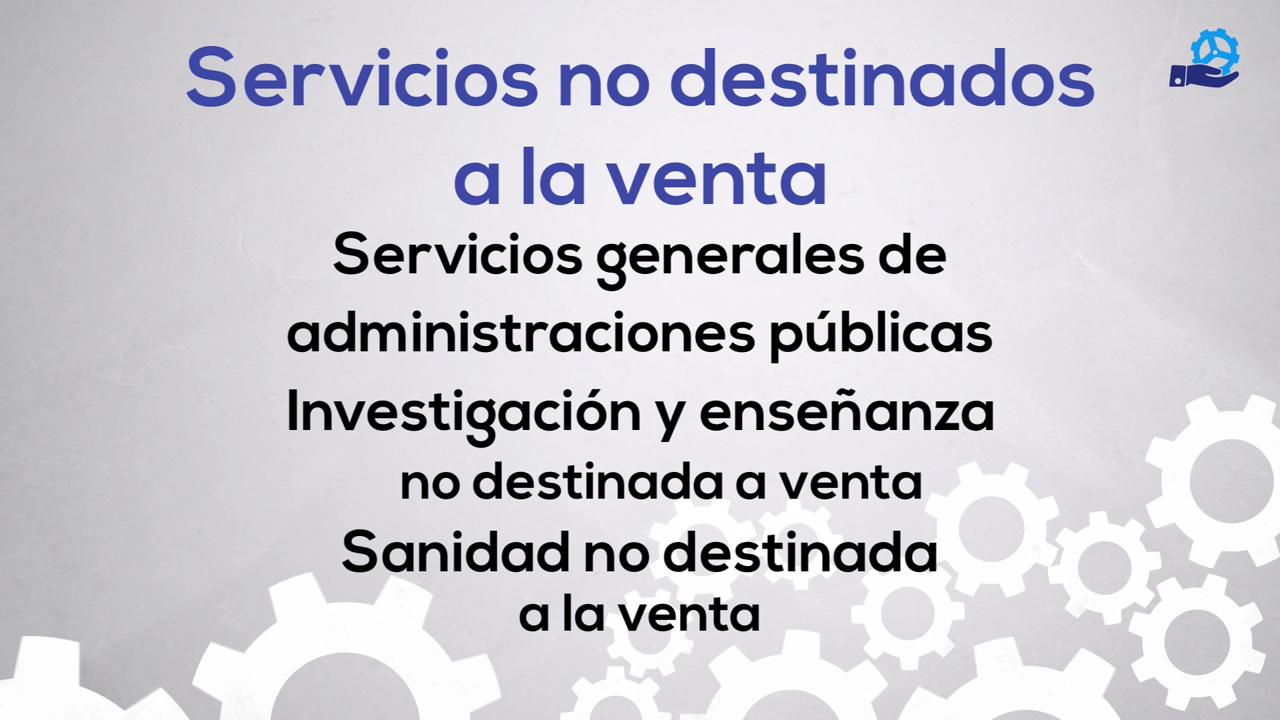 Servicios no destinados
a la venta
Servicios generales de
administraciones públicas
Investigación y enseñanza
no destinada a venta
Sanidad no destinada
a la venta